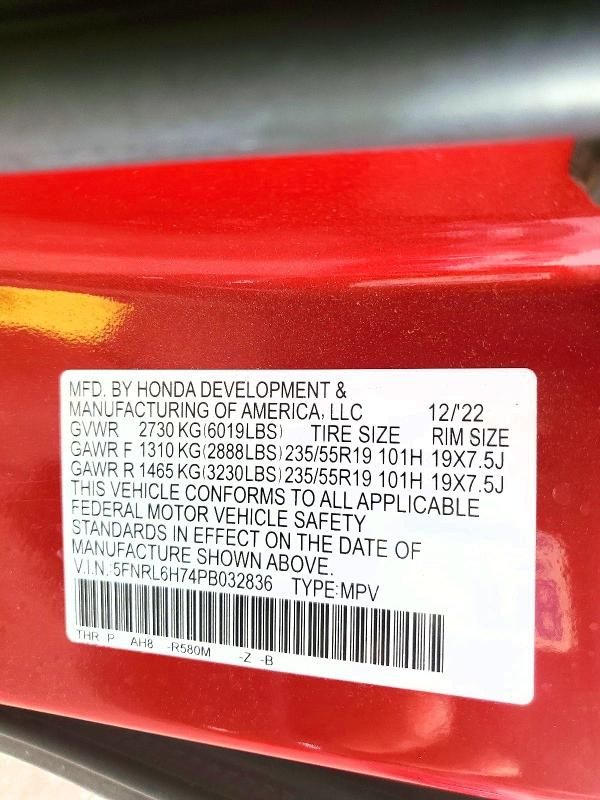 MFD. BY HONDA DEVELOPMENT &
MANUFACTURING OF AMERICA, LLC 12/'22
GVWR 2730 KG(6019LBS) TIRE SIZE RIM SIZE
GAWR F 1310 KG(2888LBS)235/55R19 101H 19X7.5J
GAWR R 1465 KG(3230LBS)235/55R19 101H 19X7.5J
THIS VEHICLE CONFORMS TO ALL APPLICABLE
FEDERAL MOTOR VEHICLE SAFETY
STANDARDS IN EFFECT ON THE DATE OF
MANUFACTURE SHOWN ABOVE.
V.I.N.:5FNRL6H74PB032836 TYPE:MPV
THR P AH8 -R580M -Z -B